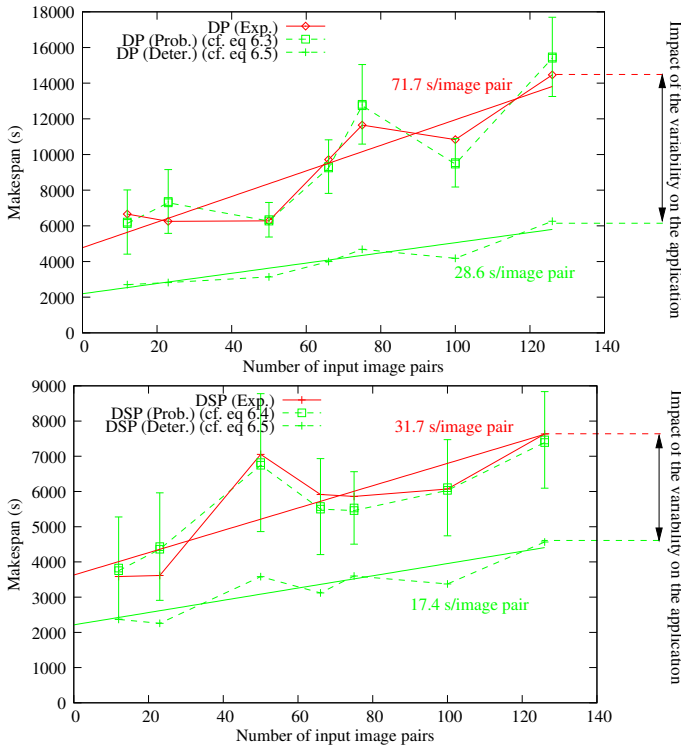 18000
16000
14000
12000
10000
8000
6000
4000
2000
0
Makespan (s)
DP (Exp.)
DP (Prob.) (cf. eq 6.3)
DP (Deter.) (cf. eq 6.5)
71.7 s/image pair
28.6 s/image pair
0 20 40 60 80 100 120 140
Number of input image pairs
Impact of the variability on the application
9000
8000
7000
6000
5000
4000
3000
2000
1000
0
Makespan (s)
DSP (Exp.)
DSP (Prob.) (cf. eq 6.4)
DSP (Deter.) (cf. eq 6.5)
31.7 s/image pair
17.4 s/image pair
0 20 40 60 80 100 120 140
Number of input image pairs
Impact of the variability on the application